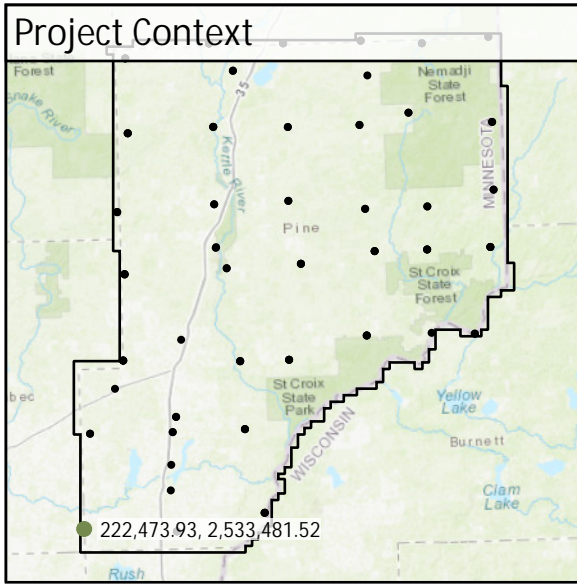 Project Context
Forest
Snake River
Nemadji
State
Forest
35
Kettle River
MINNESOTA
Pine
St Croix
State
Forest
St Croix
State
Park
WISCONSIN
Yellow
Lake
bec
Burnett
Clam
Lake
222,473.93, 2,533,481.52
Rush